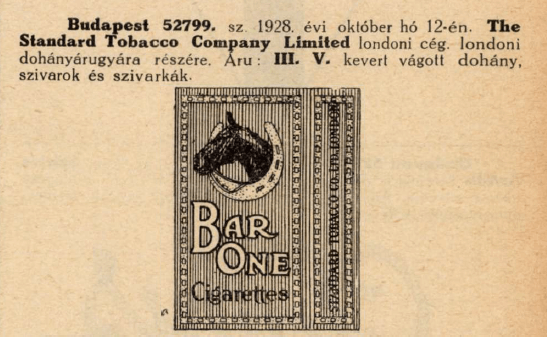 Budapest 52799. sz. 1928. évi október hó 12-én. The
Standard Tobacco Company Limited londoni cég. londoni
dohányárugyára részére. Áru: III. V. kevert vágott dohány,
szivarok és szivarkák.
BAR
ONE
Cigarettes
STANDARD TOBACCO CO. LTD. LONDON